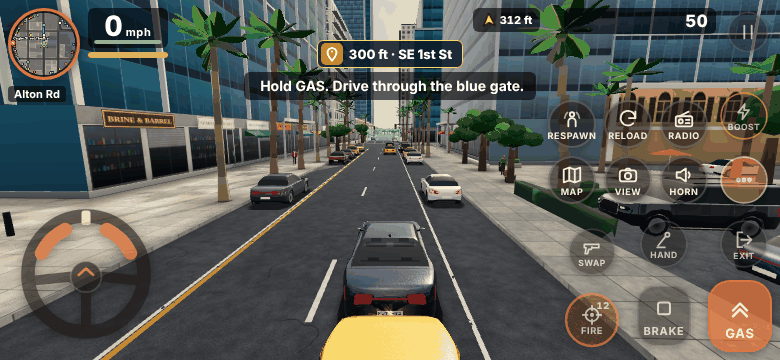 0 mph
312 ft
50
300 ft · SE 1st St
Hold GAS. Drive through the blue gate.
Alton Rd
BRINE & BARREL
RESPAWN
RELOAD
RADIO
BOOST
MAP
VIEW
HORN
SWAP
HAND
EXIT
12
FIRE
BRAKE
GAS